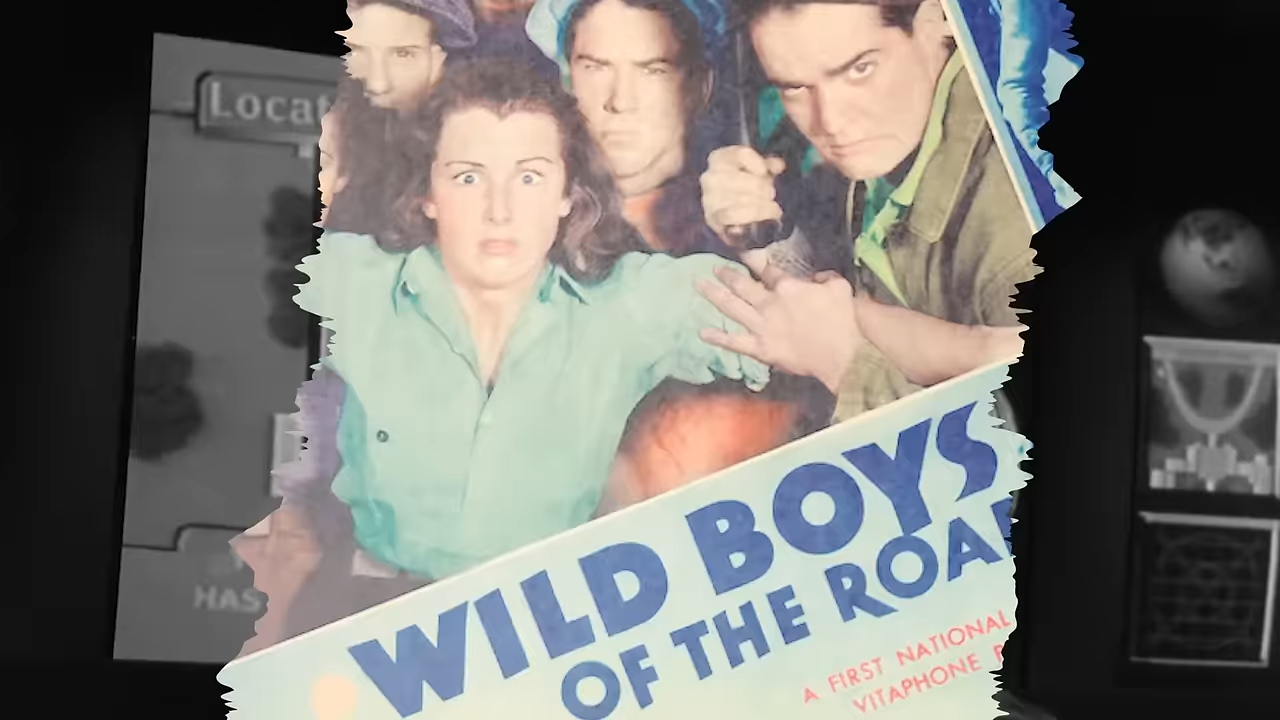 Locat
HAS
WILD BOYS
OF THE ROA
A FIRST NATIONAL
VITAPHONE